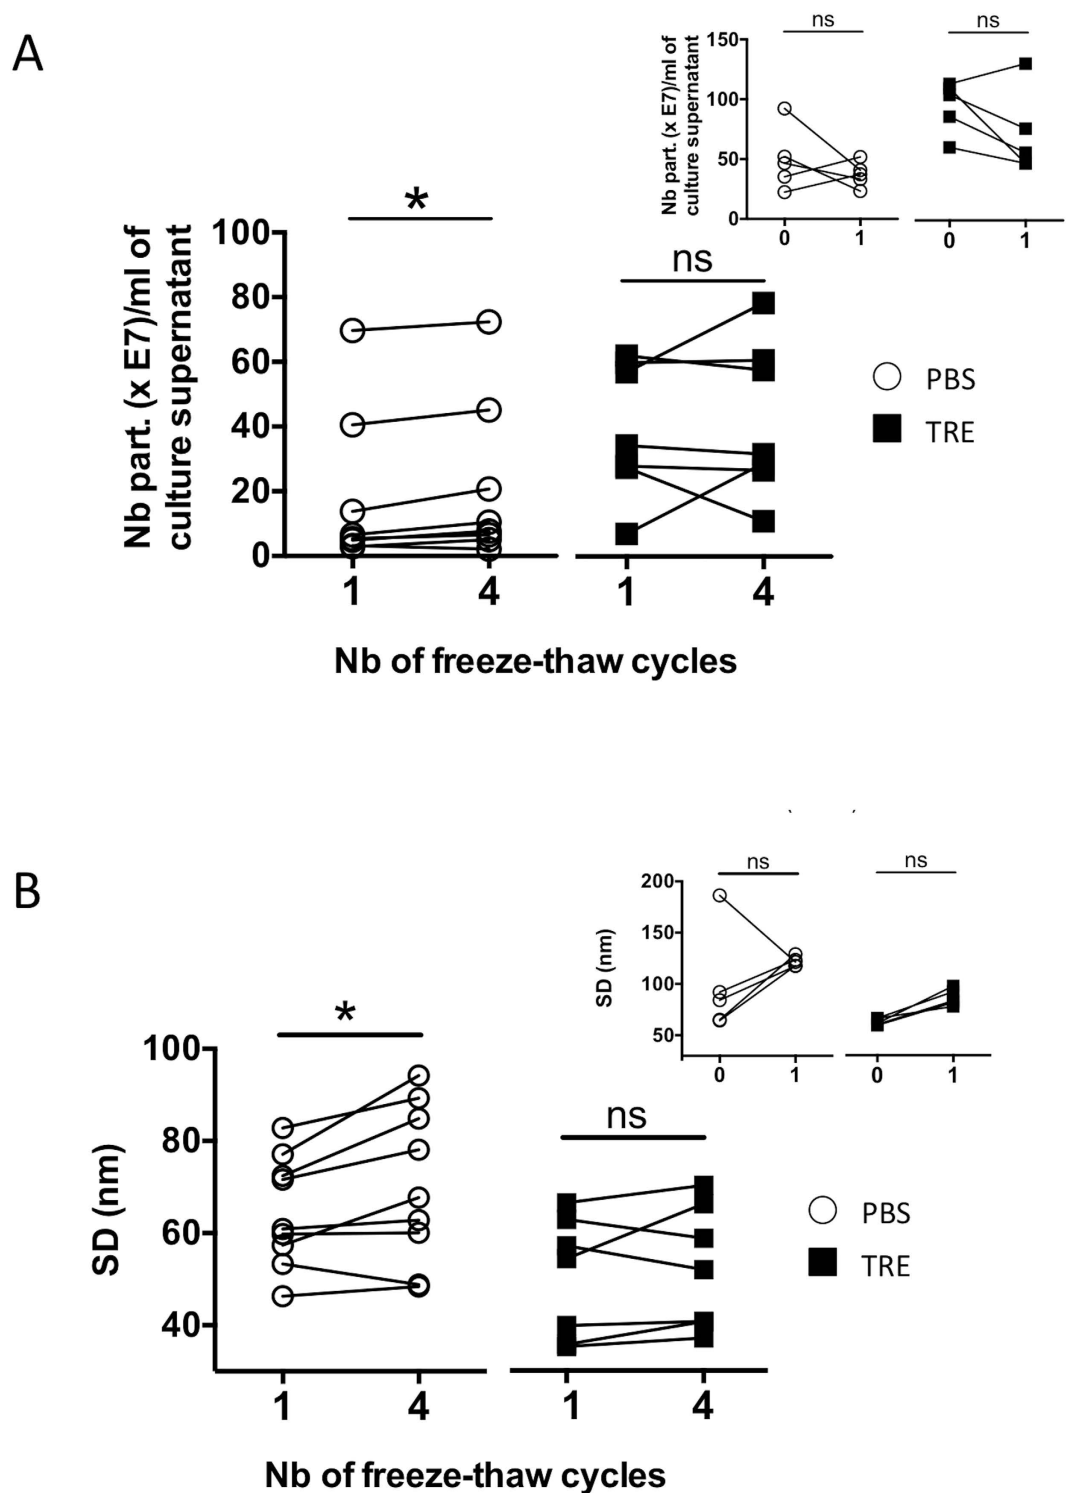 A
Nb part. (x E7)/ml of
culture supernatant
150
100
50
0
ns
ns
0
1
0
1
Nb part. (x E7)/ml of
culture supernatant
100
80
60
40
20
0
*
ns
1
4
1
4
PBS
TRE
Nb of freeze-thaw cycles
B
SD (nm)
200
150
100
50
ns
ns
0
1
0
1
SD (nm)
100
80
60
40
*
ns
1
4
1
4
PBS
TRE
Nb of freeze-thaw cycles